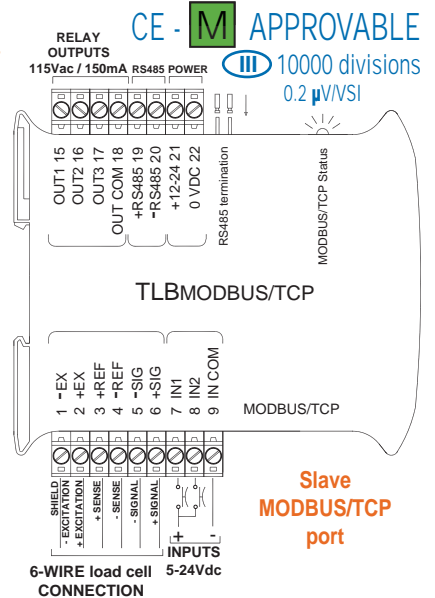 CE - M APPROVABLE
III 10000 divisions
0.2 µV/VSI
RELAY
OUTPUTS
115Vac / 150mA RS485 POWER
OUT1 15
OUT2 16
OUT3 17
OUT COM 18
+RS485 19
-RS485 20
+12-24 21
0 VDC 22
RS485 termination
MODBUS/TCP Status
TLBMODBUS/TCP
1 -EX
2 +EX
3 +REF
4 -REF
5 -SIG
6 +SIG
7 IN1
8 IN2
9 IN COM
MODBUS/TCP
SHIELD
- EXCITATION
+ EXCITATION
+ SENSE
- SENSE
- SIGNAL
+ SIGNAL
+ -
INPUTS
5-24Vdc
6-WIRE load cell
CONNECTION
Slave
MODBUS/TCP
port